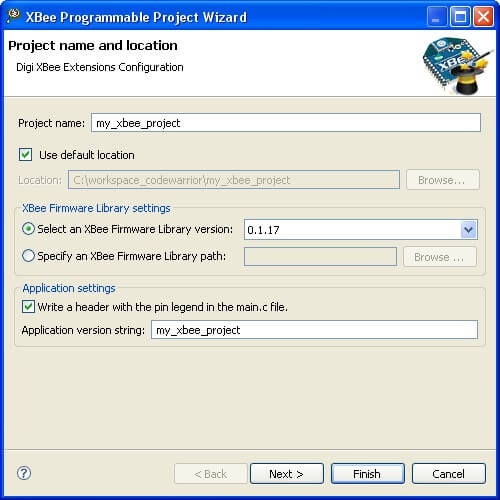 XBee Programmable Project Wizard
Project name and location
Digi XBee Extensions Configuration
XBEE
Project name: my_xbee_project
Use default location
Location: C:\workspace_codewarrior\my_xbee_project Browse...
XBee Firmware Library settings
Select an XBee Firmware Library version: 0.1.17
Specify an XBee Firmware Library path: Browse ...
Application settings
Write a header with the pin legend in the main.c file.
Application version string: my_xbee_project
? < Back Next > Finish Cancel